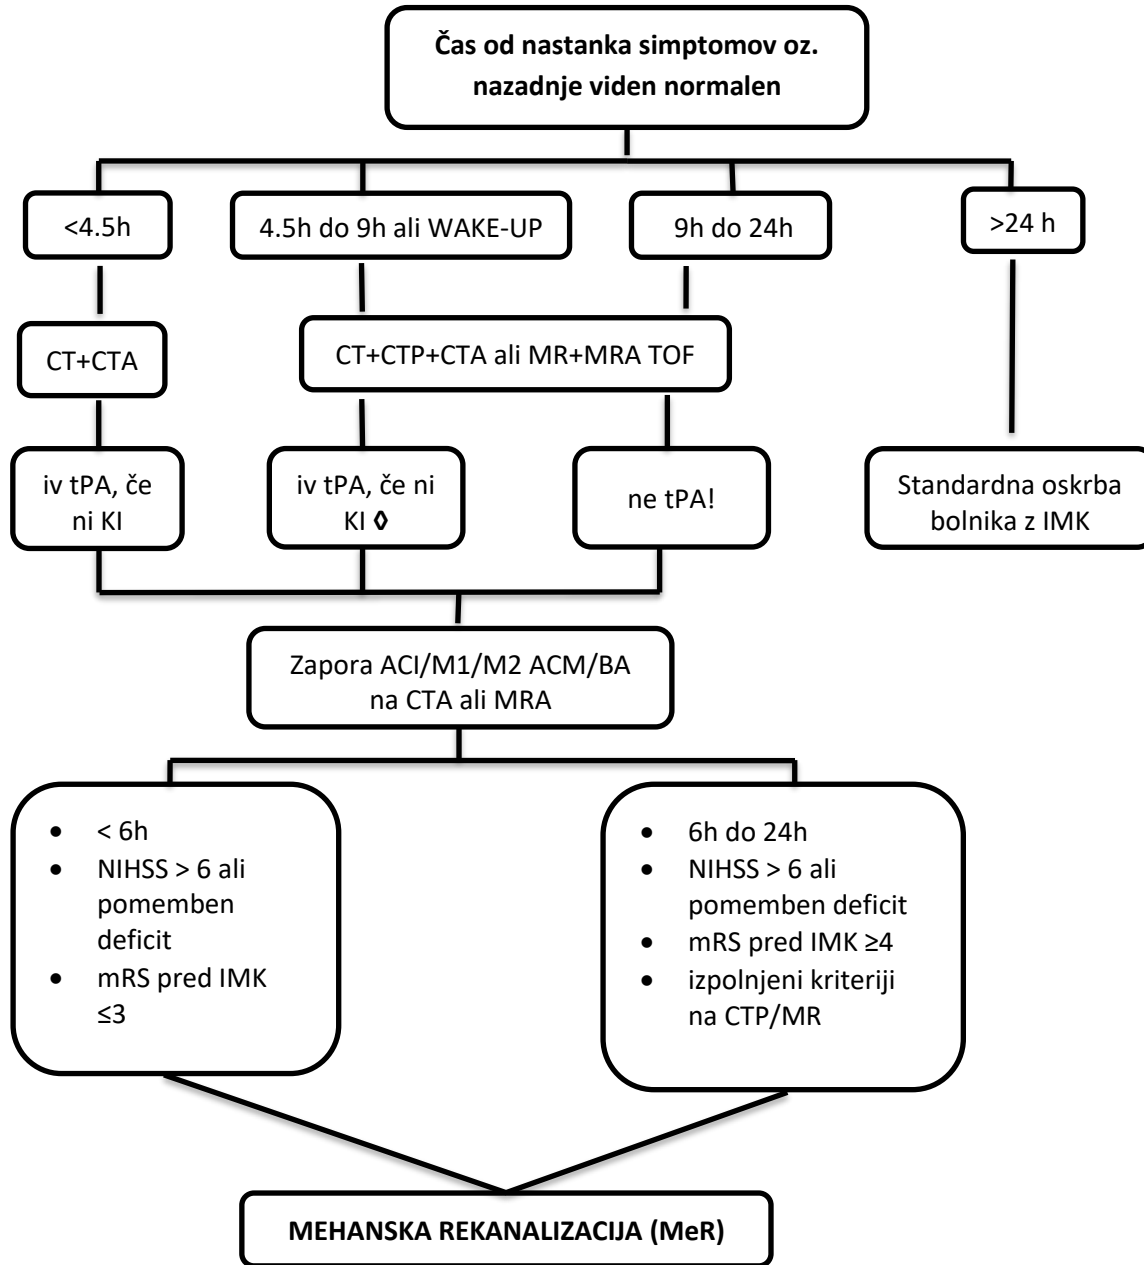 Čas od nastanka simptomov oz.
nazadnje viden normalen
<4.5h
4.5h do 9h ali WAKE-UP
9h do 24h
>24 h
CT+CTA
CT+CTP+CTA ali MR+MRA TOF
iv tPA, če
ni KI
iv tPA, če ni
KI ◊
ne tPA!
Standardna oskrba
bolnika z IMK
Zapora ACI/M1/M2 ACM/BA
na CTA ali MRA
• < 6h
• NIHSS > 6 ali
pomemben
deficit
• mRS pred IMK
≤3
• 6h do 24h
• NIHSS > 6 ali
pomemben deficit
• mRS pred IMK ≥4
• izpolnjeni kriteriji
na CTP/MR
MEHANSKA REKANALIZACIJA (MeR)